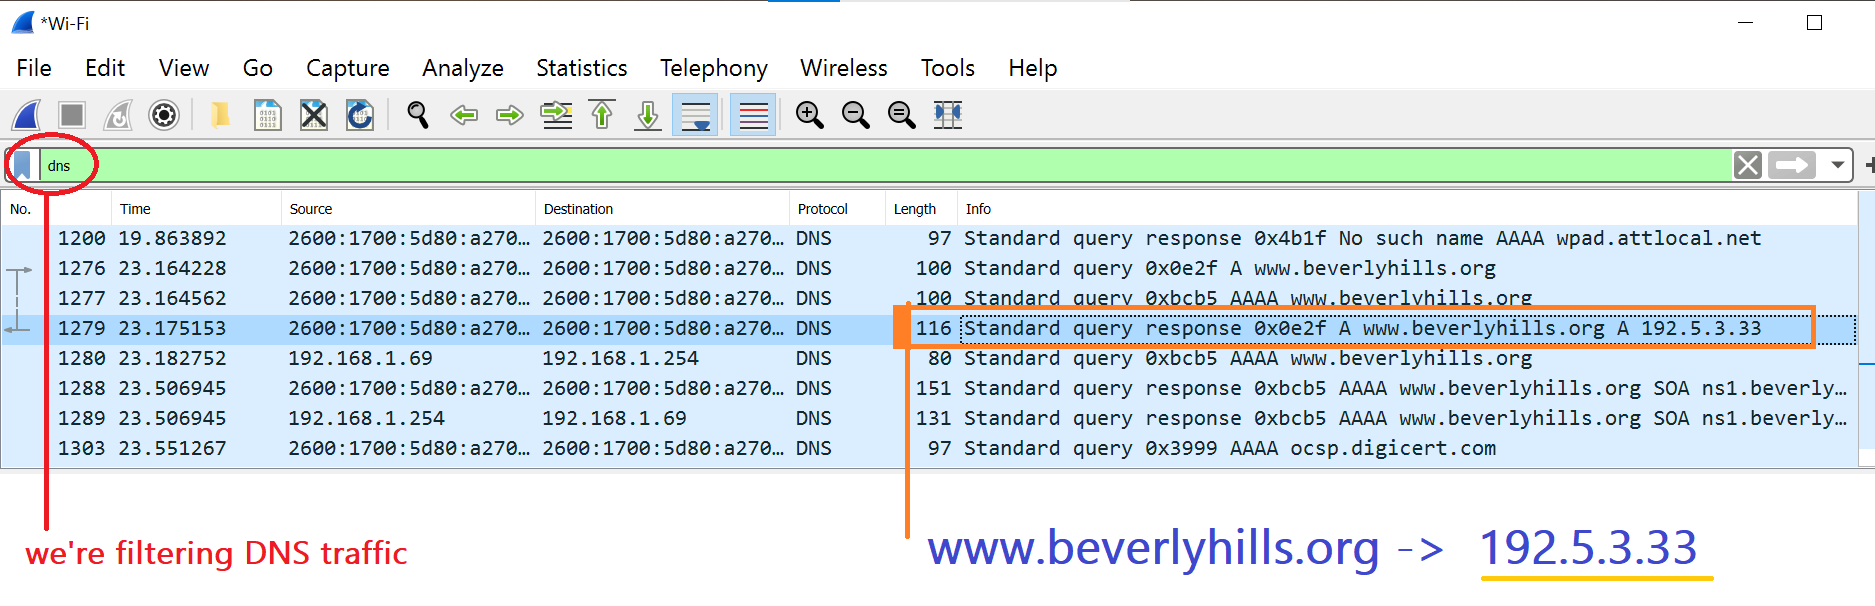 *Wi-Fi
File Edit View Go Capture Analyze Statistics Telephony Wireless Tools Help
dns
No. Time Source Destination Protocol Length Info
1200 19.863892 2600:1700:5d80:a270… 2600:1700:5d80:a270… DNS 97 Standard query response 0x4b1f No such name AAAA wpad.attlocal.net
1276 23.164228 2600:1700:5d80:a270… 2600:1700:5d80:a270… DNS 100 Standard query 0x0e2f A www.beverlyhills.org
1277 23.164562 2600:1700:5d80:a270… 2600:1700:5d80:a270… DNS 100 Standard query 0xbcb5 AAAA www.beverlyhills.org
1279 23.175153 2600:1700:5d80:a270… 2600:1700:5d80:a270… DNS 116 Standard query response 0x0e2f A www.beverlyhills.org A 192.5.3.33
1280 23.182752 192.168.1.69 192.168.1.254 DNS 80 Standard query 0xbcb5 AAAA www.beverlyhills.org
1288 23.506945 2600:1700:5d80:a270… 2600:1700:5d80:a270… DNS 151 Standard query response 0xbcb5 AAAA www.beverlyhills.org SOA ns1.beverly…
1289 23.506945 192.168.1.254 192.168.1.69 DNS 131 Standard query response 0xbcb5 AAAA www.beverlyhills.org SOA ns1.beverly…
1303 23.551267 2600:1700:5d80:a270… 2600:1700:5d80:a270… DNS 97 Standard query 0x3999 AAAA ocsp.digicert.com
we're filtering DNS traffic
www.beverlyhills.org -> 192.5.3.33